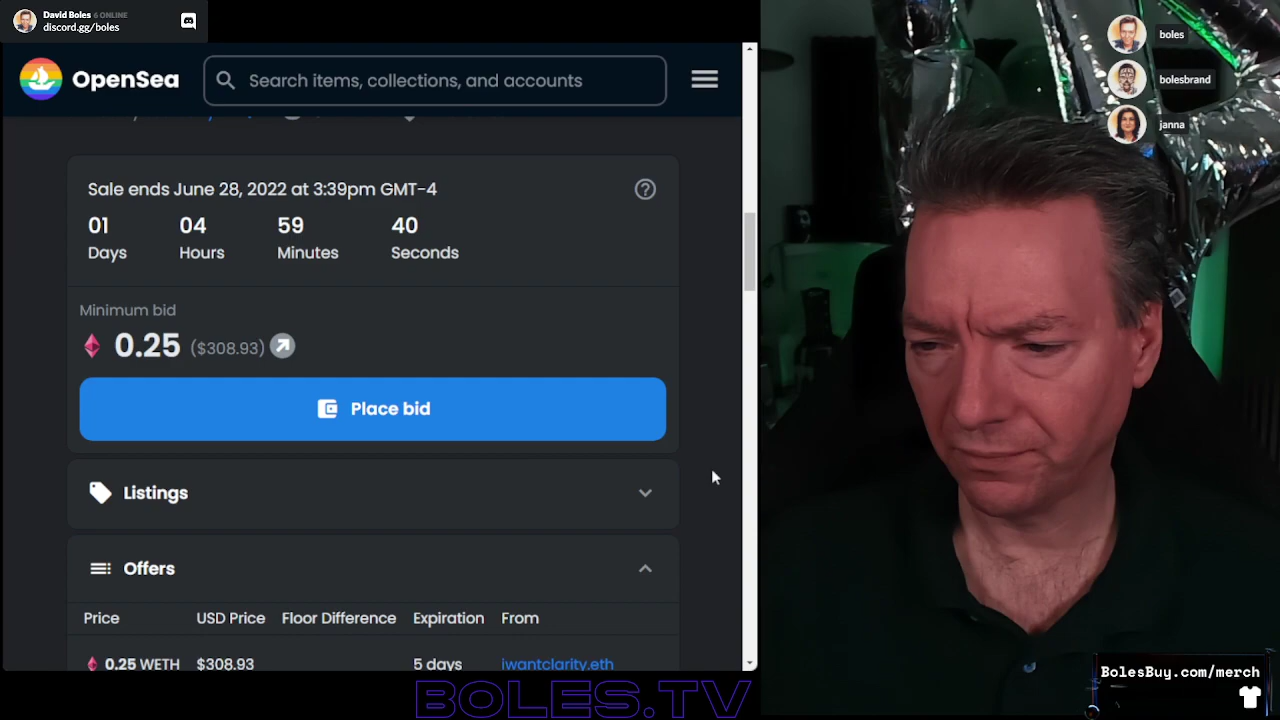 David Boles 6 ONLINE
discord.gg/boles
OpenSea
Search items, collections, and accounts
Sale ends June 28, 2022 at 3:39pm GMT-4
01 04 59 40
Days Hours Minutes Seconds
Minimum bid
0.25 ($308.93)
Place bid
Listings
Offers
Price USD Price Floor Difference Expiration From
0.25 WETH $308.93 5 days iwantclarity.eth
boles
bolesbrand
janna
BolesBuy.com/merch
BOLES.TV